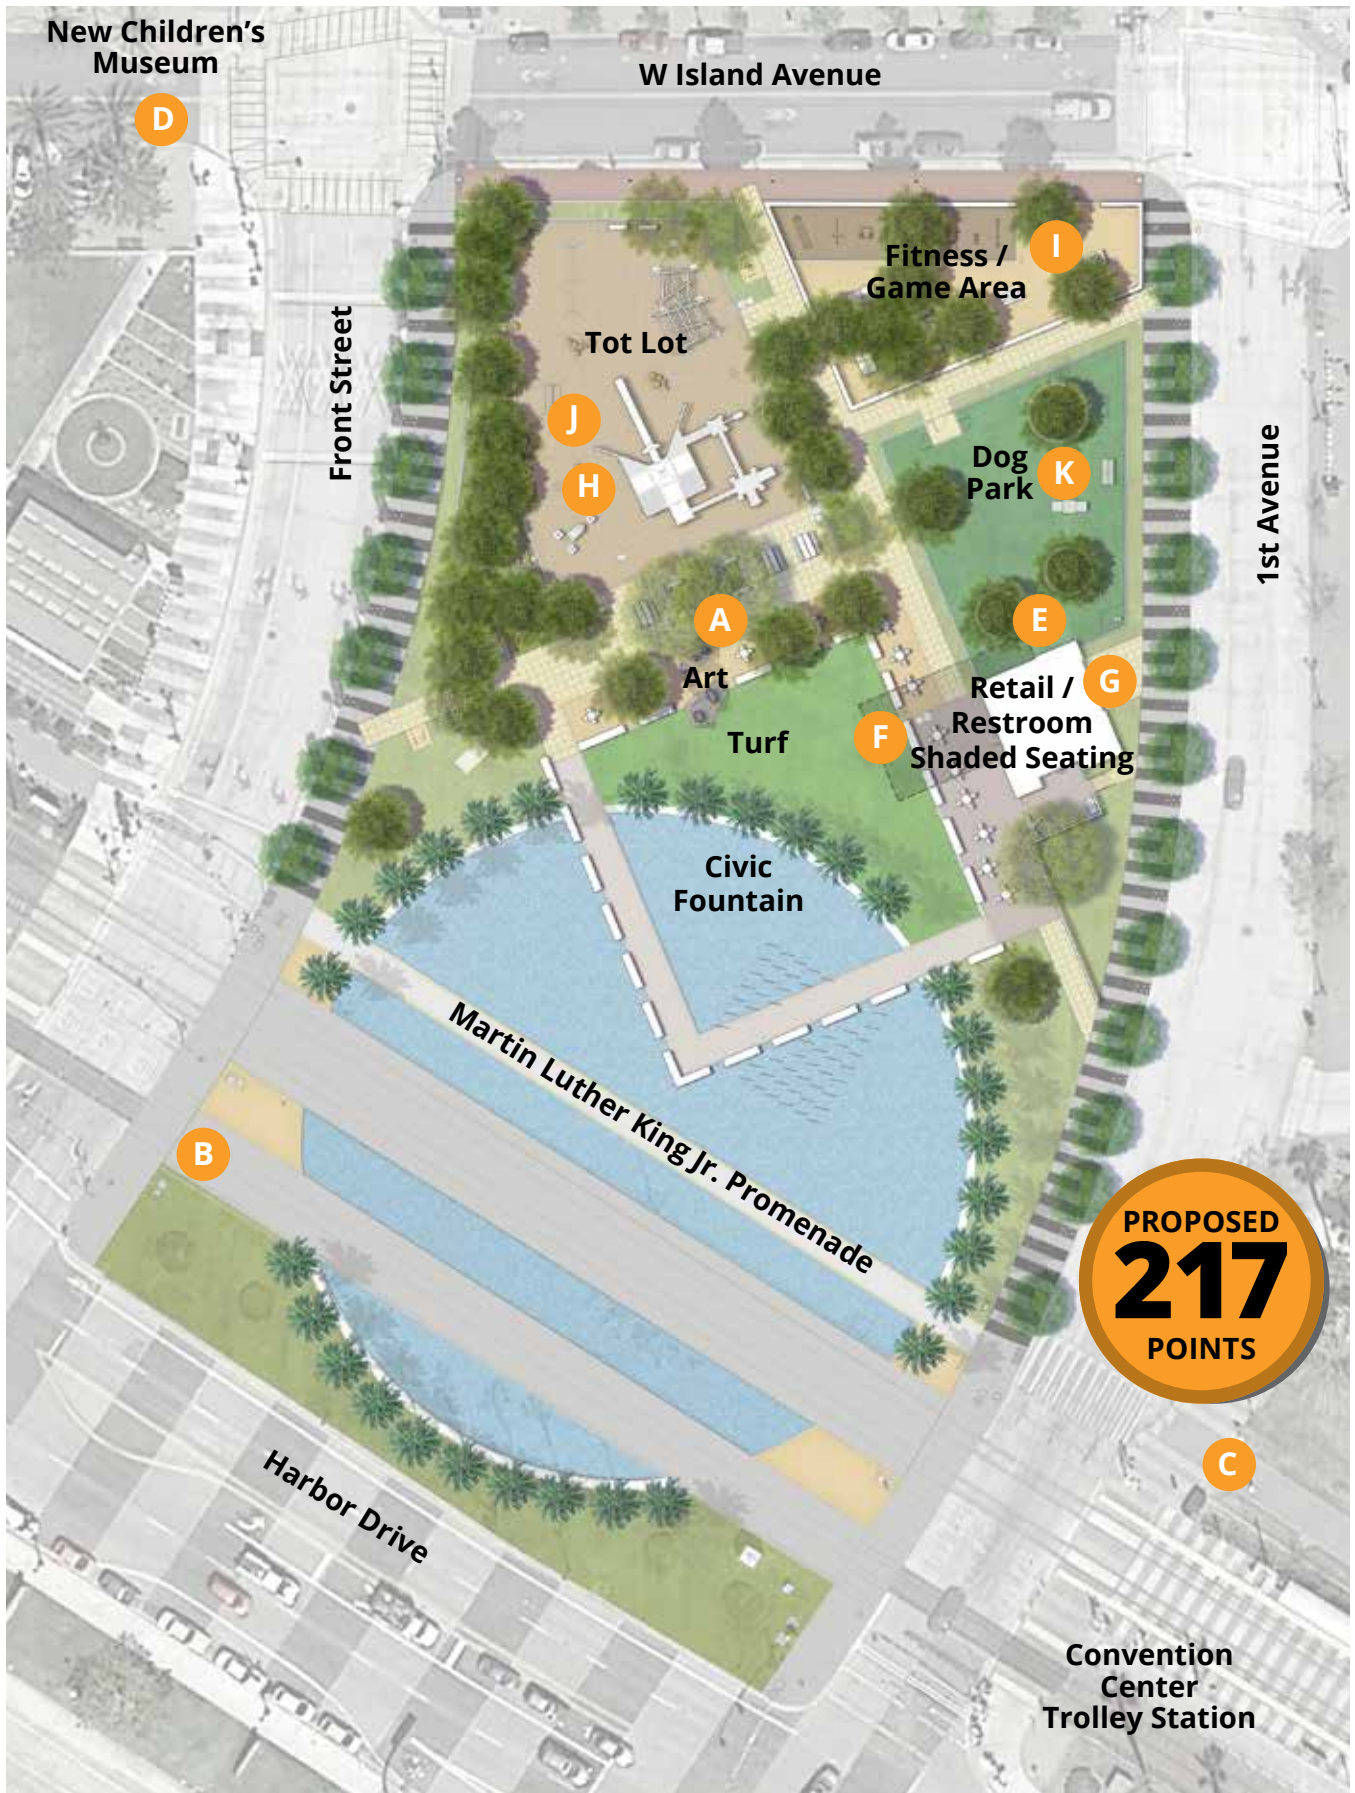 New Children’s
Museum
D
W Island Avenue
I
Fitness /
Game Area
Front Street
Tot Lot
J
H
Dog
Park
K
1st Avenue
A
E
Art
G
Retail /
Restroom
Shaded Seating
F
Turf
Civic
Fountain
Martin Luther King Jr. Promenade
B
PROPOSED
217
POINTS
C
Harbor Drive
Convention
Center
Trolley Station